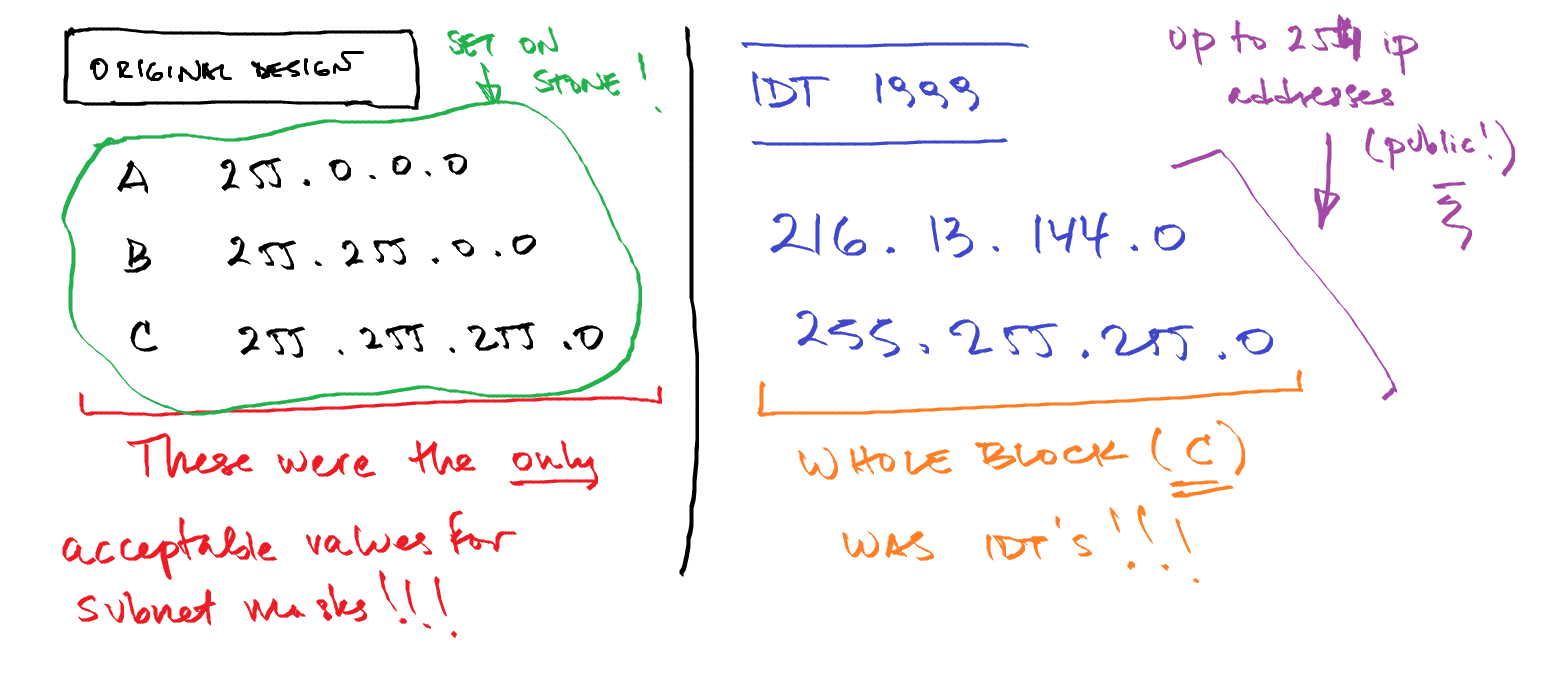 ORIGINAL DESIGN
SET ON
STONE!
A 255.0.0.0
B 255.255.0.0
C 255.255.255.0
These were the only
acceptable values for
subnet masks!!!
IDT 1999
216.13.144.0
255.255.255.0
WHOLE BLOCK (C)
WAS IDT's!!!
up to 254 ip
addresses
(public!)